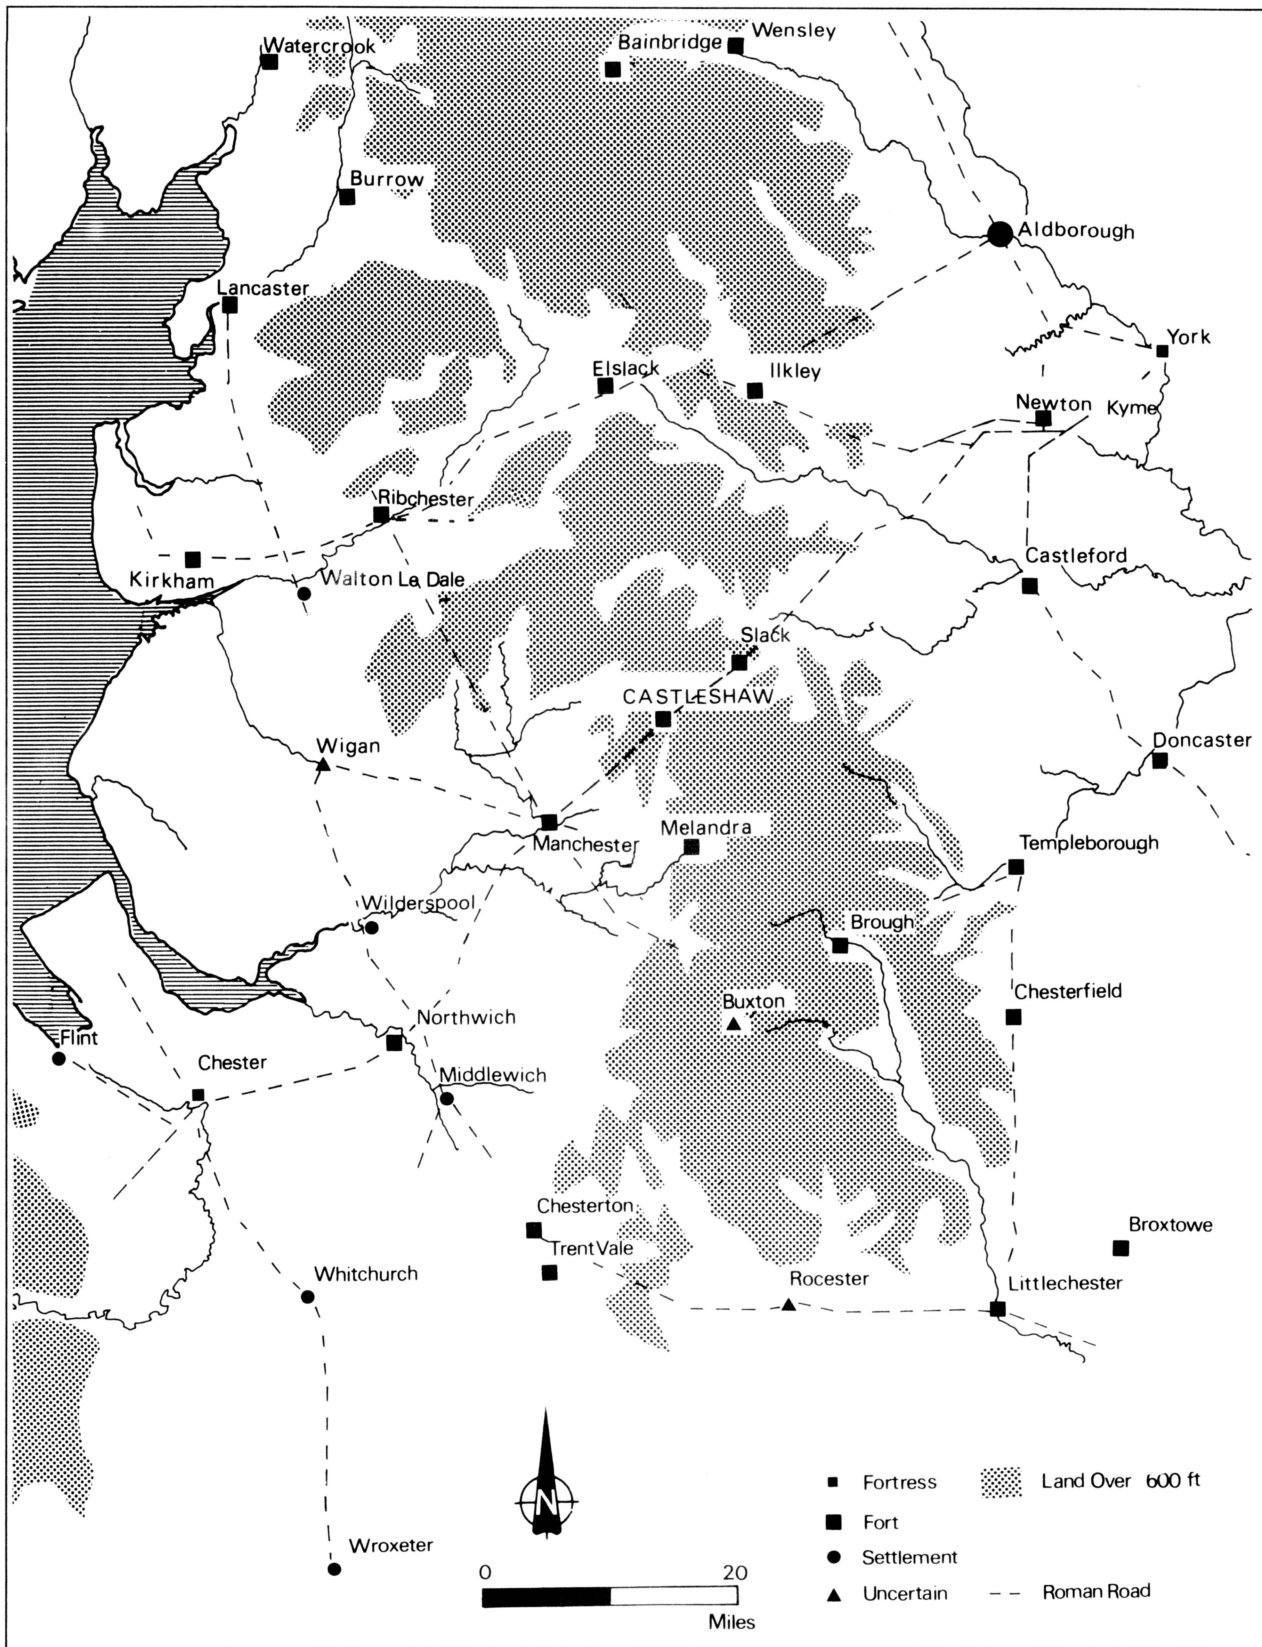 Wensley
Watercrook
Bainbridge
Burrow
Aldborough
Lancaster
York
Elslack
Ilkley
Newton Kyme
Ribchester
Castleford
Kirkham
Walton Le Dale
Slack
CASTLESHAW
Wigan
Doncaster
Melandra
Manchester
Templeborough
Wilderspool
Brough
Buxton
Chesterfield
Northwich
Flint
Chester
Middlewich
Chesterton
Broxtowe
Trent Vale
Whitchurch
Rocester
Littlechester
N
Fortress
Land Over 600 ft
Fort
Wroxeter
Settlement
0 20
Miles
Uncertain
Roman Road